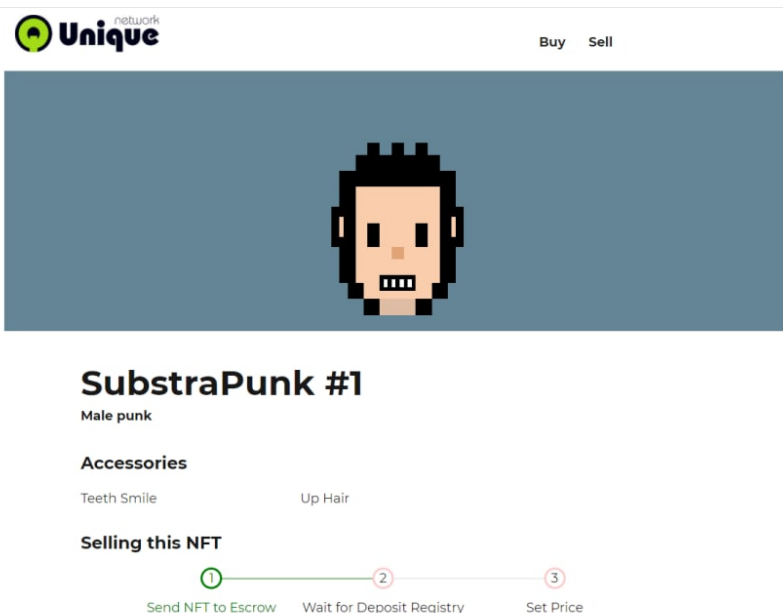 network
Unique
Buy Sell
SubstraPunk #1
Male punk
Accessories
Teeth Smile Up Hair
Selling this NFT
1 2 3
Send NFT to Escrow Wait for Deposit Registry Set Price